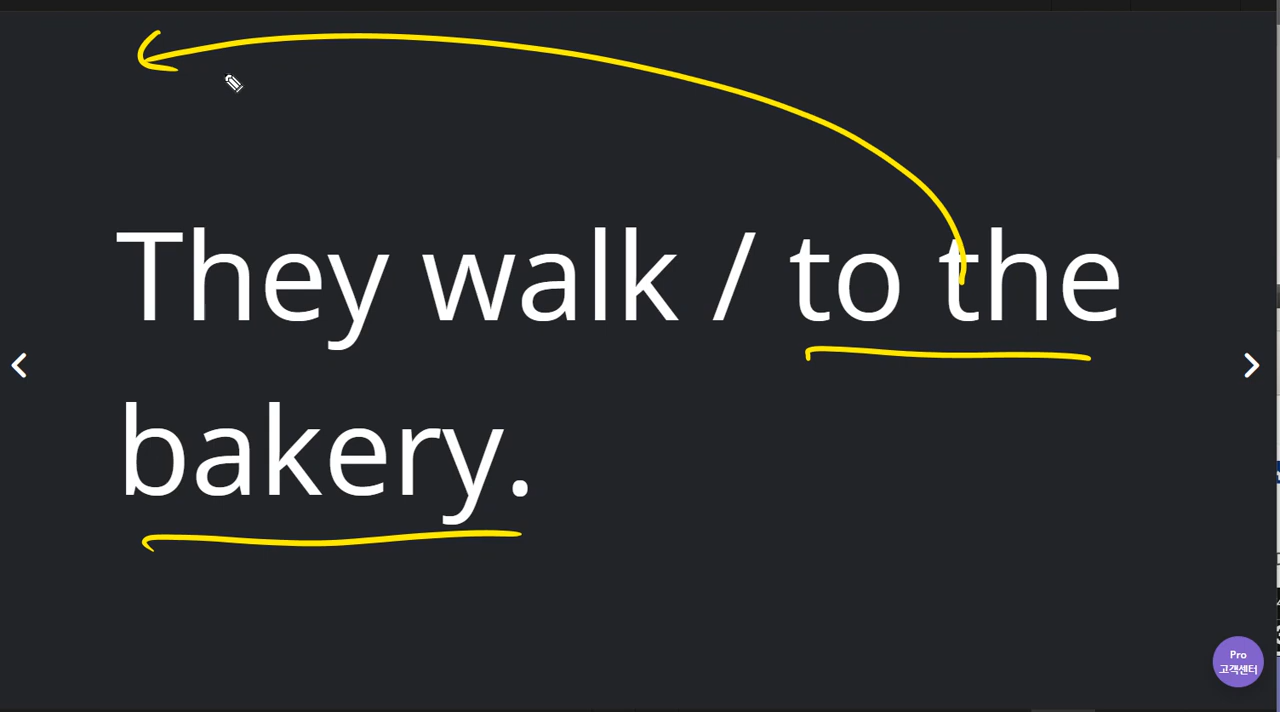 They walk / to the
bakery.
Pro
고객센터